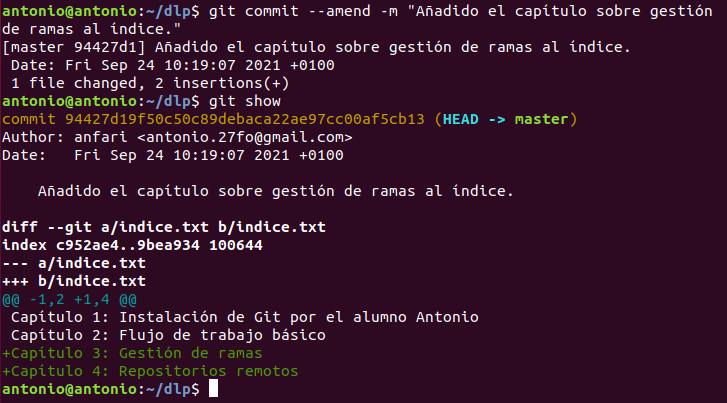 antonio@antonio:~/dlp$ git commit --amend -m "Añadido el capítulo sobre gestión
de ramas al índice."
[master 94427d1] Añadido el capítulo sobre gestión de ramas al índice.
 Date: Fri Sep 24 10:19:07 2021 +0100
 1 file changed, 2 insertions(+)
antonio@antonio:~/dlp$ git show
commit 94427d19f50c50c89debaca22ae97cc00af5cb13 (HEAD -> master)
Author: anfari <antonio.27fo@gmail.com>
Date:   Fri Sep 24 10:19:07 2021 +0100

    Añadido el capítulo sobre gestión de ramas al índice.

diff --git a/indice.txt b/indice.txt
index c952ae4..9bea934 100644
--- a/indice.txt
+++ b/indice.txt
@@ -1,2 +1,4 @@
 Capítulo 1: Instalación de Git por el alumno Antonio
 Capítulo 2: Flujo de trabajo básico
+Capítulo 3: Gestión de ramas
+Capítulo 4: Repositorios remotos
antonio@antonio:~/dlp$